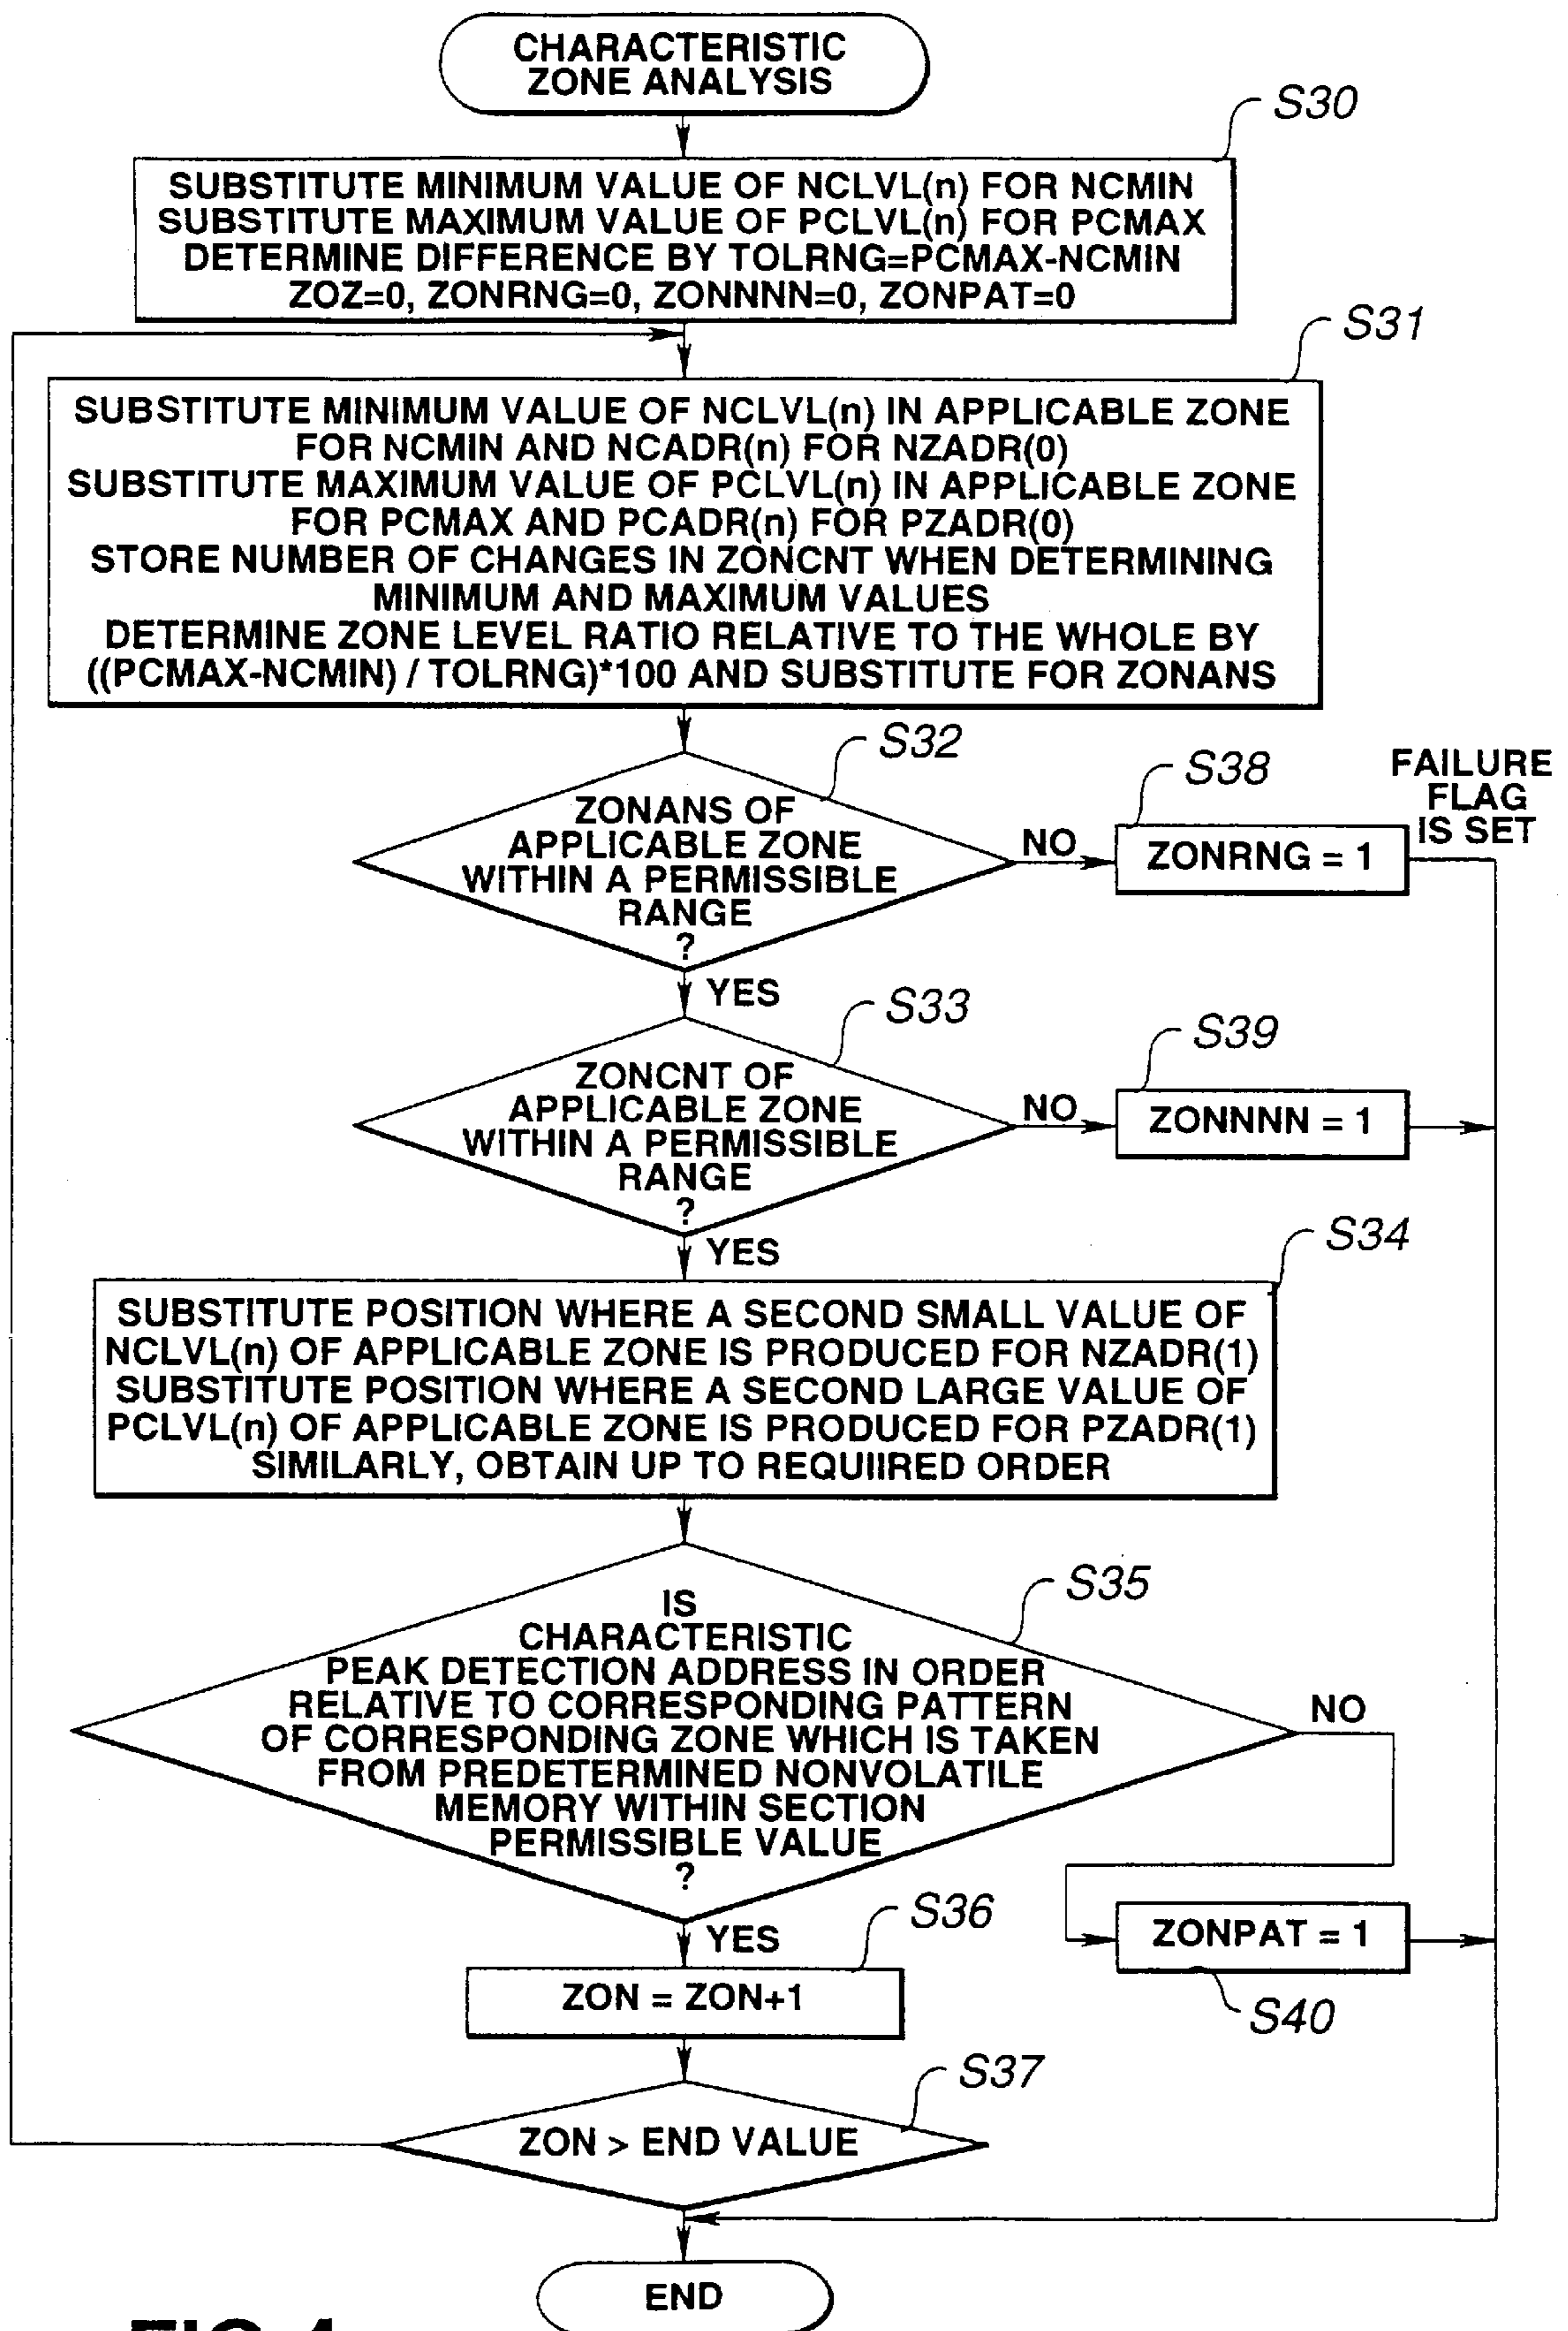 CHARACTERISTIC
ZONE ANALYSIS
S30
SUBSTITUTE MINIMUM VALUE OF NCLVL(n) FOR NCMIN
SUBSTITUTE MAXIMUM VALUE OF PCLVL(n) FOR PCMAX
DETERMINE DIFFERENCE BY TOLRNG=PCMAX-NCMIN
ZOZ=0, ZONRNG=0, ZONNNN=0, ZONPAT=0
S31
SUBSTITUTE MINIMUM VALUE OF NCLVL(n) IN APPLICABLE ZONE
FOR NCMIN AND NCADR(n) FOR NZADR(0)
SUBSTITUTE MAXIMUM VALUE OF PCLVL(n) IN APPLICABLE ZONE
FOR PCMAX AND PCADR(n) FOR PZADR(0)
STORE NUMBER OF CHANGES IN ZONCNT WHEN DETERMINING
MINIMUM AND MAXIMUM VALUES
DETERMINE ZONE LEVEL RATIO RELATIVE TO THE WHOLE BY
((PCMAX-NCMIN) / TOLRNG)*100 AND SUBSTITUTE FOR ZONANS
S32
ZONANS OF
APPLICABLE ZONE
WITHIN A PERMISSIBLE
RANGE
?
NO
S38
ZONRNG = 1
FAILURE
FLAG
IS SET
YES
S33
ZONCNT OF
APPLICABLE ZONE
WITHIN A PERMISSIBLE
RANGE
?
NO
S39
ZONNNN = 1
YES
S34
SUBSTITUTE POSITION WHERE A SECOND SMALL VALUE OF
NCLVL(n) OF APPLICABLE ZONE IS PRODUCED FOR NZADR(1)
SUBSTITUTE POSITION WHERE A SECOND LARGE VALUE OF
PCLVL(n) OF APPLICABLE ZONE IS PRODUCED FOR PZADR(1)
SIMILARLY, OBTAIN UP TO REQUIIRED ORDER
S35
IS
CHARACTERISTIC
PEAK DETECTION ADDRESS IN ORDER
RELATIVE TO CORRESPONDING PATTERN
OF CORRESPONDING ZONE WHICH IS TAKEN
FROM PREDETERMINED NONVOLATILE
MEMORY WITHIN SECTION
PERMISSIBLE VALUE
?
NO
ZONPAT = 1
S40
YES
S36
ZON = ZON+1
S37
ZON > END VALUE
END